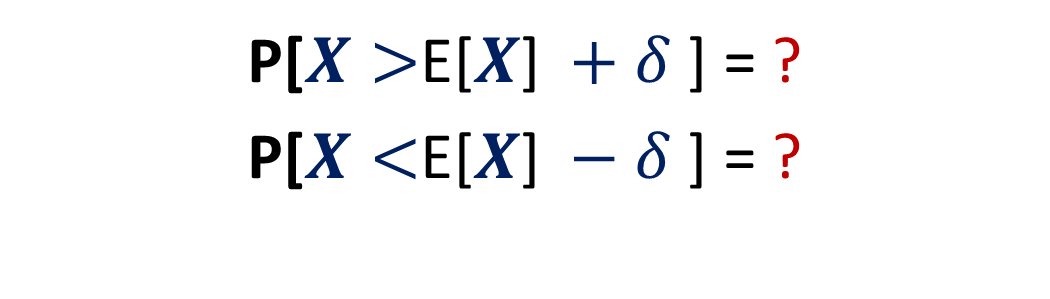 P[X >E[X] + δ ] = ?
P[X <E[X] − δ ] = ?